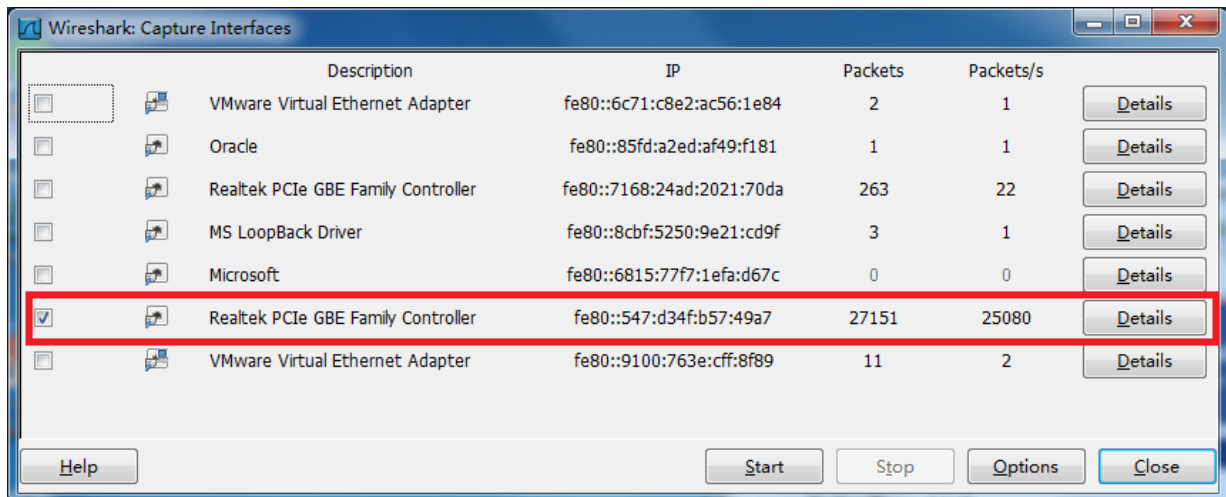 Wireshark: Capture Interfaces
Description IP Packets Packets/s
VMware Virtual Ethernet Adapter fe80::6c71:c8e2:ac56:1e84 2 1 Details
Oracle fe80::85fd:a2ed:af49:f181 1 1 Details
Realtek PCIe GBE Family Controller fe80::7168:24ad:2021:70da 263 22 Details
MS LoopBack Driver fe80::8cbf:5250:9e21:cd9f 3 1 Details
Microsoft fe80::6815:77f7:1efa:d67c 0 0 Details
Realtek PCIe GBE Family Controller fe80::547:d34f:b57:49a7 27151 25080 Details
VMware Virtual Ethernet Adapter fe80::9100:763e:cff:8f89 11 2 Details
Help Start Stop Options Close